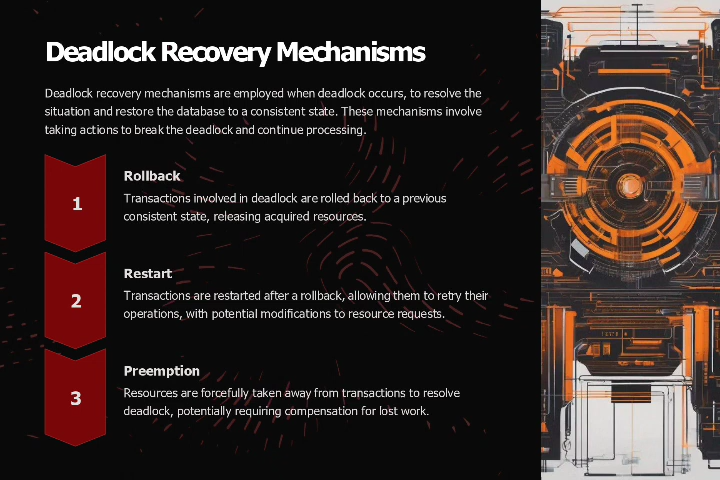 Deadlock Recovery Mechanisms
Deadlock recovery mechanisms are employed when deadlock occurs, to resolve the
situation and restore the database to a consistent state. These mechanisms involve
taking actions to break the deadlock and continue processing.
1
Rollback
Transactions involved in deadlock are rolled back to a previous
consistent state, releasing acquired resources.
2
Restart
Transactions are restarted after a rollback, allowing them to retry their
operations, with potential modifications to resource requests.
3
Preemption
Resources are forcefully taken away from transactions to resolve
deadlock, potentially requiring compensation for lost work.